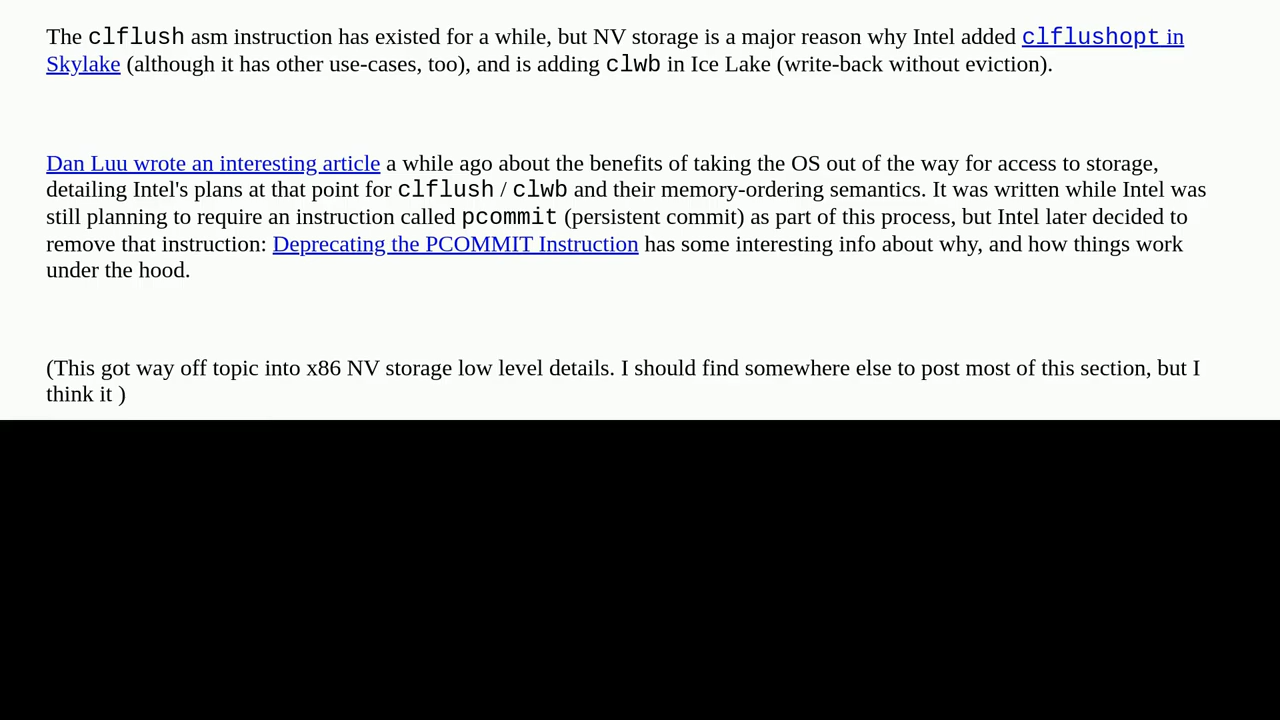 The clflush asm instruction has existed for a while, but NV storage is a major reason why Intel added clflushopt in
Skylake (although it has other use-cases, too), and is adding clwb in Ice Lake (write-back without eviction).
Dan Luu wrote an interesting article a while ago about the benefits of taking the OS out of the way for access to storage,
detailing Intel's plans at that point for clflush / clwb and their memory-ordering semantics. It was written while Intel was
still planning to require an instruction called pcommit (persistent commit) as part of this process, but Intel later decided to
remove that instruction: Deprecating the PCOMMIT Instruction has some interesting info about why, and how things work
under the hood.
(This got way off topic into x86 NV storage low level details. I should find somewhere else to post most of this section, but I
think it )